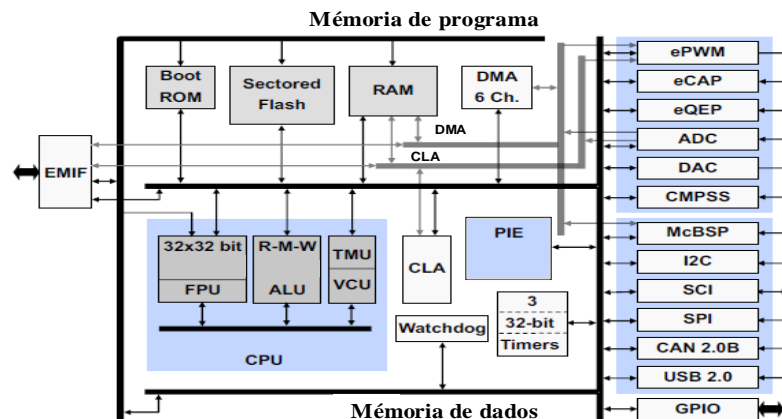 Mémoria de programa
Boot
ROM
Sectored
Flash
RAM
DMA
6 Ch.
DMA
CLA
EMIF
32x32 bit
FPU
R-M-W
ALU
TMU
VCU
CPU
CLA
PIE
Watchdog
3
32-bit
Timers
Mémoria de dados
ePWM
eCAP
eQEP
ADC
DAC
CMPSS
McBSP
I2C
SCI
SPI
CAN 2.0B
USB 2.0
GPIO